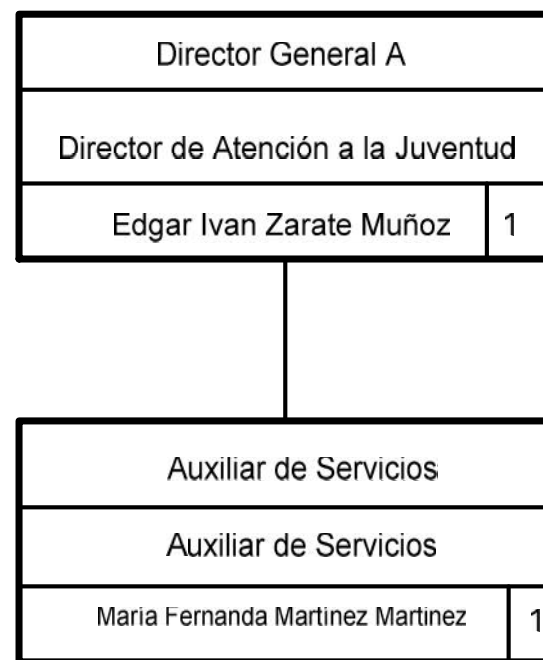 Director General A
Director de Atención a la Juventud
Edgar Ivan Zarate Muñoz 1
Auxiliar de Servicios
Auxiliar de Servicios
Maria Fernanda Martinez Martinez 1